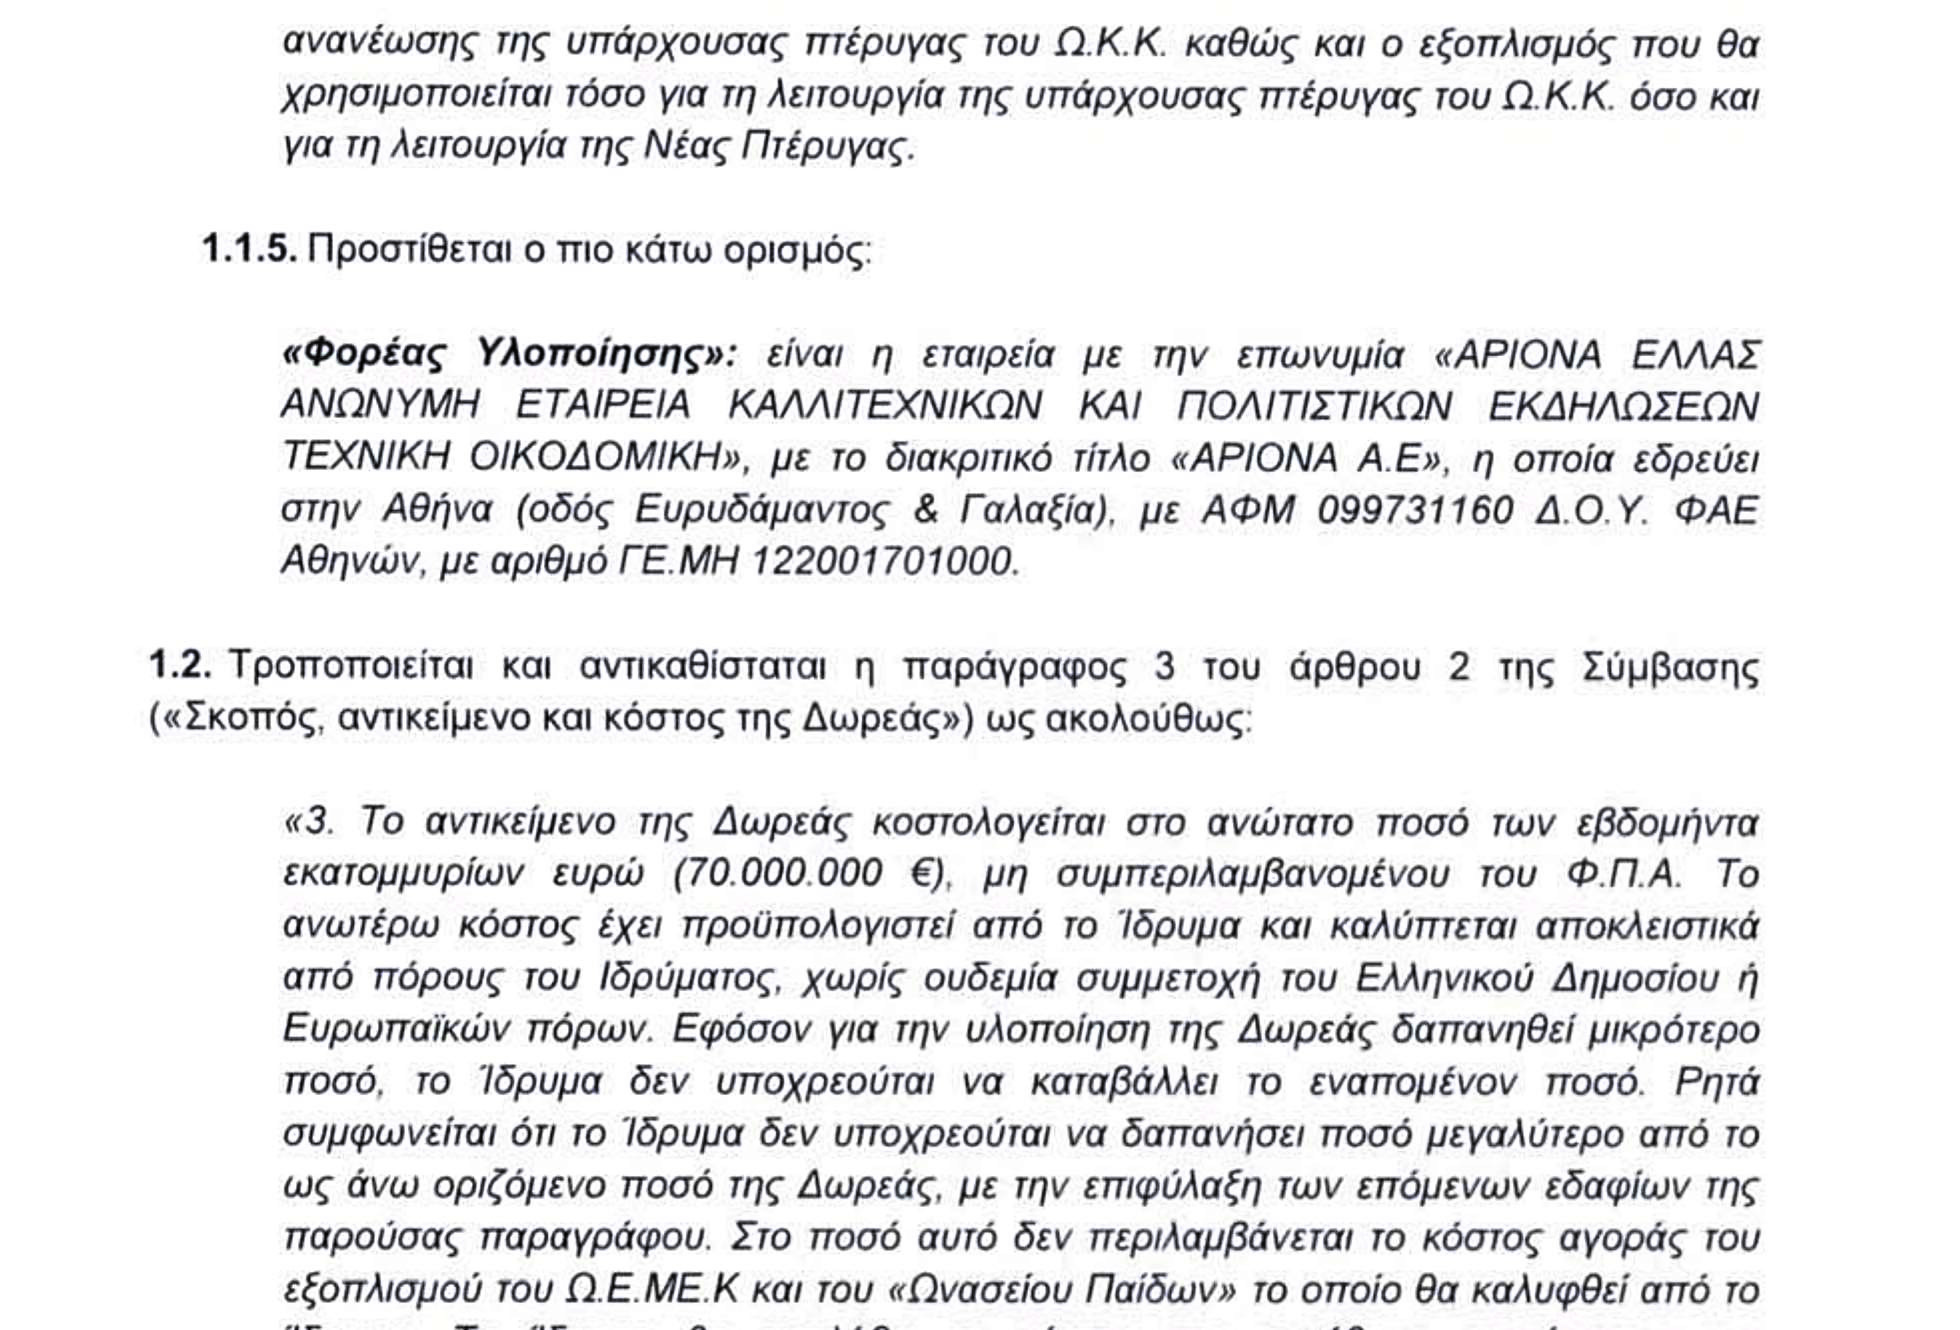 ανανέωσης της υπάρχουσας πτέρυγας του Ω.Κ.Κ. καθώς και ο εξοπλισμός που θα
χρησιμοποιείται τόσο για τη λειτουργία της υπάρχουσας πτέρυγας του Ω.Κ.Κ. όσο και
για τη λειτουργία της Νέας Πτέρυγας.
1.1.5. Προστίθεται ο πιο κάτω ορισμός:
«Φορέας Υλοποίησης»: είναι η εταιρεία με την επωνυμία «ΑΡΙΟΝΑ ΕΛΛΑΣ
ΑΝΩΝΥΜΗ ΕΤΑΙΡΕΙΑ ΚΑΛΛΙΤΕΧΝΙΚΩΝ ΚΑΙ ΠΟΛΙΤΙΣΤΙΚΩΝ ΕΚΔΗΛΩΣΕΩΝ
ΤΕΧΝΙΚΗ ΟΙΚΟΔΟΜΙΚΗ», με το διακριτικό τίτλο «ΑΡΙΟΝΑ Α.Ε», η οποία εδρεύει
στην Αθήνα (οδός Ευρυδάμαντος & Γαλαξία), με ΑΦΜ 099731160 Δ.Ο.Υ. ΦΑΕ
Αθηνών, με αριθμό ΓΕ.ΜΗ 122001701000.
1.2. Τροποποιείται και αντικαθίσταται η παράγραφος 3 του άρθρου 2 της Σύμβασης
(«Σκοπός, αντικείμενο και κόστος της Δωρεάς») ως ακολούθως:
«3. Το αντικείμενο της Δωρεάς κοστολογείται στο ανώτατο ποσό των εβδομήντα
εκατομμυρίων ευρώ (70.000.000 €), μη συμπεριλαμβανομένου του Φ.Π.Α. Το
ανωτέρω κόστος έχει προϋπολογιστεί από το Ίδρυμα και καλύπτεται αποκλειστικά
από πόρους του Ιδρύματος, χωρίς ουδεμία συμμετοχή του Ελληνικού Δημοσίου ή
Ευρωπαϊκών πόρων. Εφόσον για την υλοποίηση της Δωρεάς δαπανηθεί μικρότερο
ποσό, το Ίδρυμα δεν υποχρεούται να καταβάλλει το εναπομένον ποσό. Ρητά
συμφωνείται ότι το Ίδρυμα δεν υποχρεούται να δαπανήσει ποσό μεγαλύτερο από το
ως άνω οριζόμενο ποσό της Δωρεάς, με την επιφύλαξη των επόμενων εδαφίων της
παρούσας παραγράφου. Στο ποσό αυτό δεν περιλαμβάνεται το κόστος αγοράς του
εξοπλισμού του Ω.Ε.ΜΕ.Κ και του «Ωνασείου Παίδων» το οποίο θα καλυφθεί από το